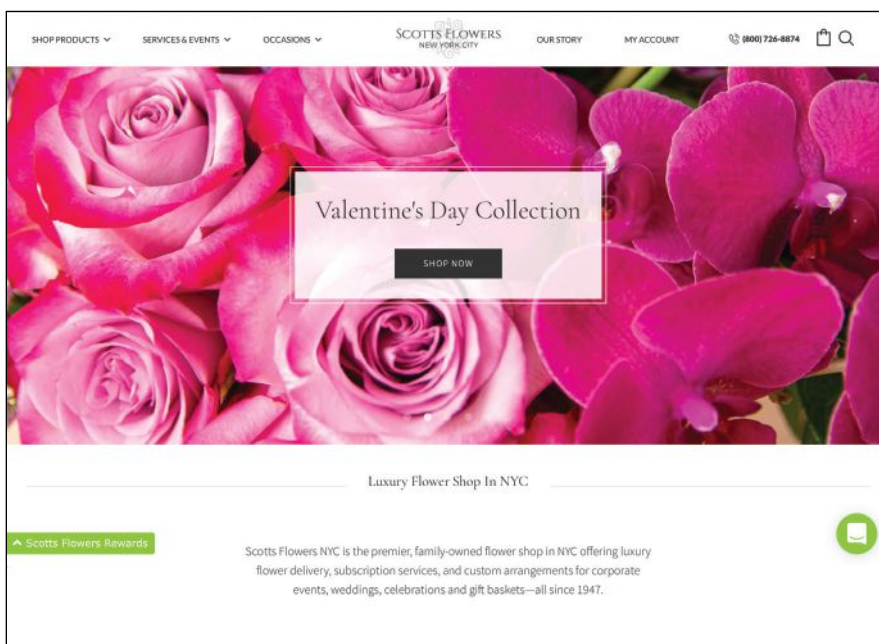 SHOP PRODUCTS
SERVICES & EVENTS
OCCASIONS
SCOTTS FLOWERS
NEW YORK CITY
OUR STORY
MY ACCOUNT
(800) 726-8874
Valentine's Day Collection
SHOP NOW
Luxury Flower Shop In NYC
Scotts Flowers Rewards
Scotts Flowers NYC is the premier, family-owned flower shop in NYC offering luxury
flower delivery, subscription services, and custom arrangements for corporate
events, weddings, celebrations and gift baskets—all since 1947.